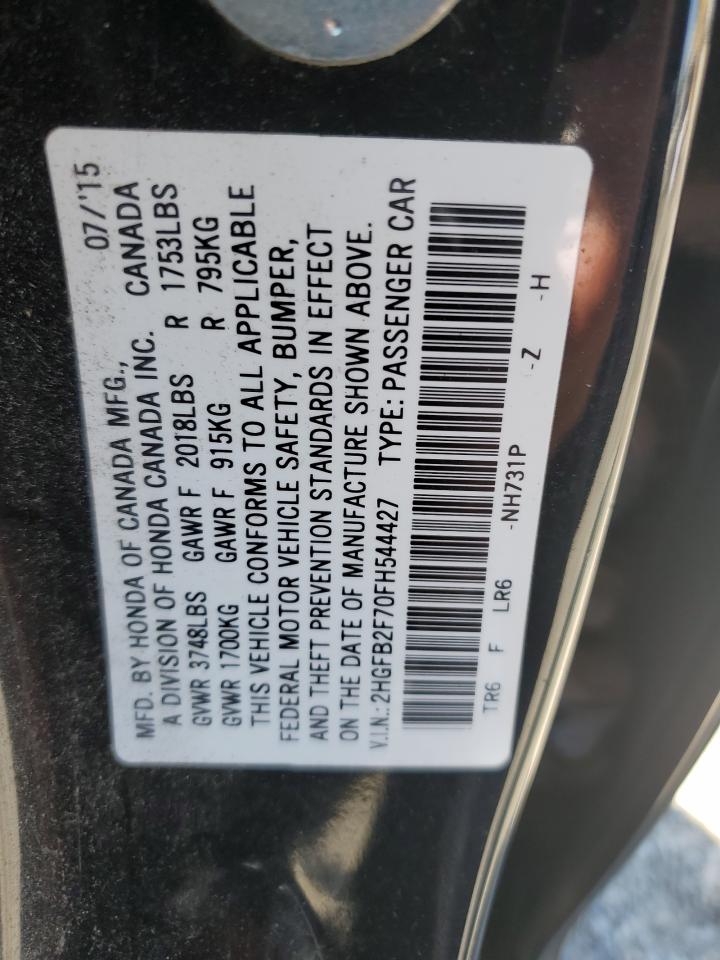 MFD. BY HONDA OF CANADA MFG., 07/'15
A DIVISION OF HONDA CANADA INC. CANADA
GVWR 3748LBS GAWR F 2018LBS R 1753LBS
GVWR 1700KG GAWR F 915KG R 795KG
THIS VEHICLE CONFORMS TO ALL APPLICABLE
FEDERAL MOTOR VEHICLE SAFETY, BUMPER,
AND THEFT PREVENTION STANDARDS IN EFFECT
ON THE DATE OF MANUFACTURE SHOWN ABOVE.
V.I.N.: 2HGFB2F70FH544427 TYPE: PASSENGER CAR
TR6 F LR6 -NH731P -Z -H